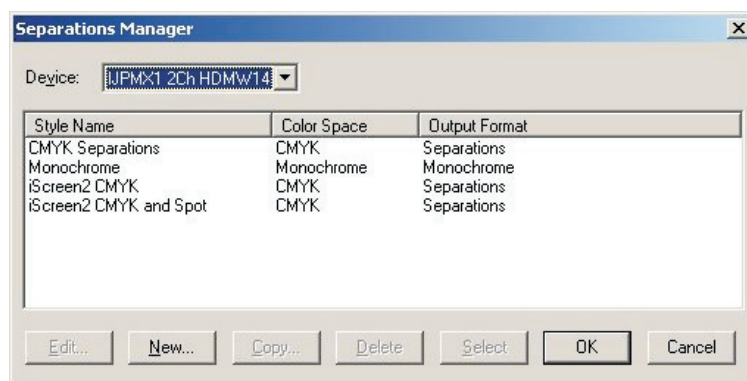 Separations Manager
Device: IJPMX1 2Ch HDMW14
Style Name Color Space Output Format
CMYK Separations CMYK Separations
Monochrome Monochrome Monochrome
iScreen2 CMYK CMYK Separations
iScreen2 CMYK and Spot CMYK Separations
Edit... New... Copy... Delete Select OK Cancel